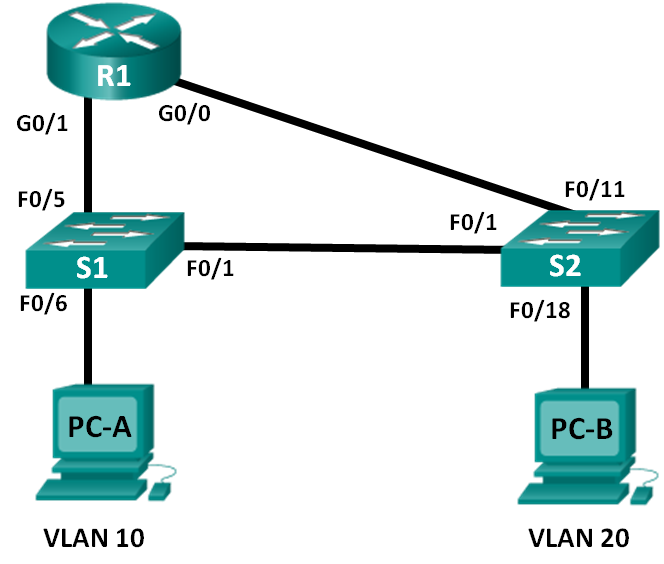 R1
G0/1
G0/0
F0/5
F0/11
F0/1
S1
F0/1
S2
F0/6
F0/18
PC-A
PC-B
VLAN 10
VLAN 20